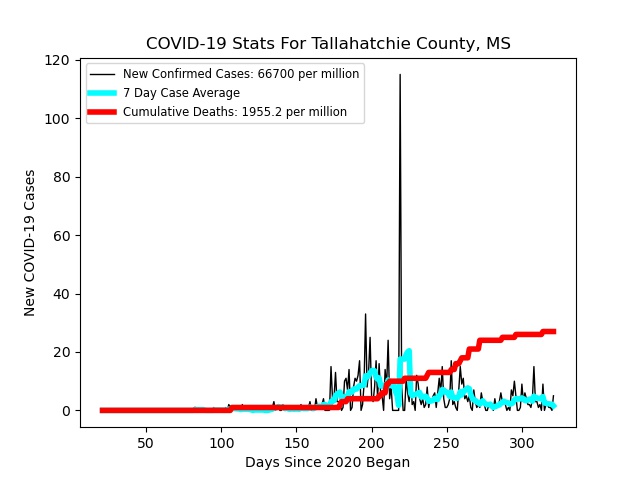 COVID-19 Stats For Tallahatchie County, MS
New Confirmed Cases: 66700 per million
7 Day Case Average
Cumulative Deaths: 1955.2 per million
New COVID-19 Cases
120
100
80
60
40
20
0
50 100 150 200 250 300
Days Since 2020 Began